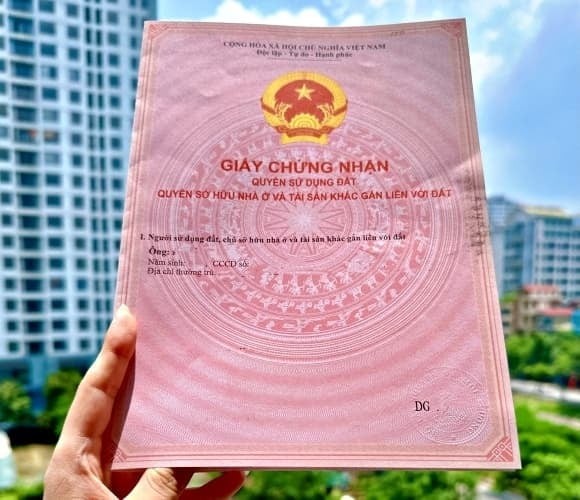 CỘNG HÒA XÃ HỘI CHỦ NGHĨA VIỆT NAM
Độc lập - Tự do - Hạnh phúc
GIẤY CHỨNG NHẬN
QUYỀN SỬ DỤNG ĐẤT
QUYỀN SỞ HỮU NHÀ Ở VÀ TÀI SẢN KHÁC GẮN LIỀN VỚI ĐẤT
I. Người sử dụng đất, chủ sở hữu nhà ở và tài sản khác gắn liền với đất
Ông:
Năm sinh: , CCCD số:
Địa chỉ thường trú:
DG